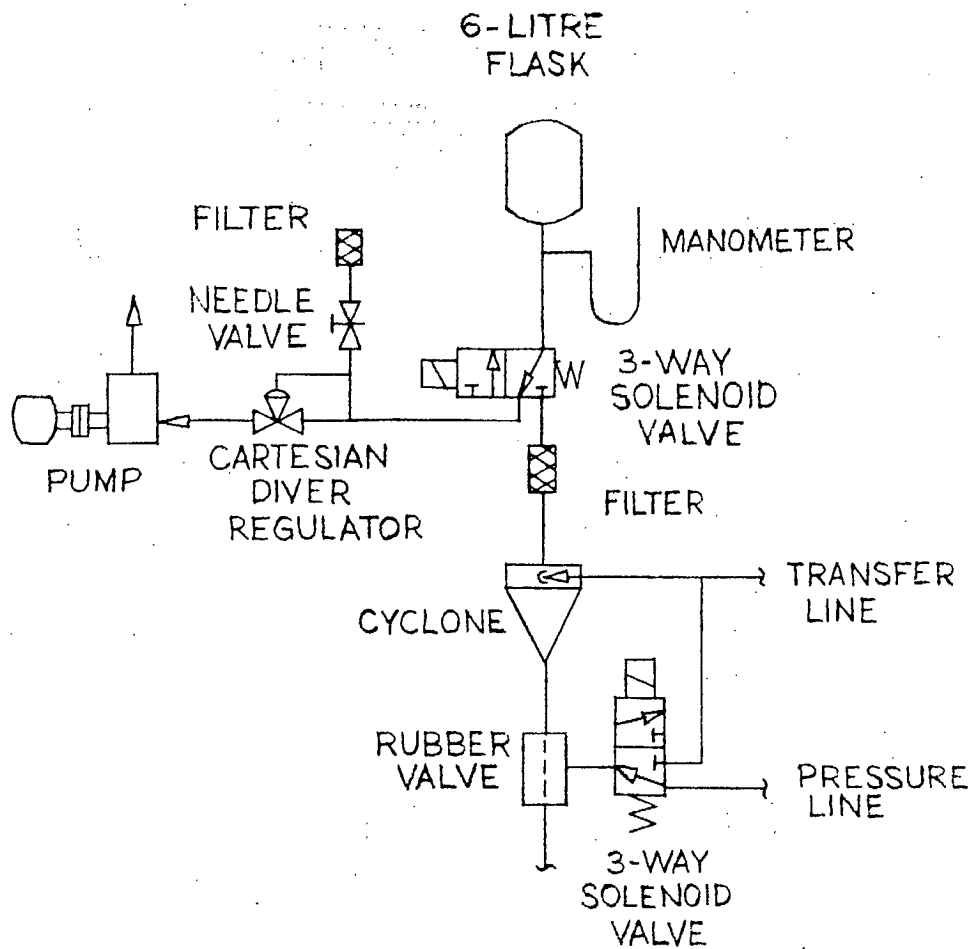 6-LITRE
FLASK
FILTER
MANOMETER
NEEDLE
VALVE
3-WAY
SOLENOID
VALVE
PUMP
CARTESIAN
DIVER
REGULATOR
FILTER
TRANSFER
LINE
CYCLONE
RUBBER
VALVE
PRESSURE
LINE
3-WAY
SOLENOID
VALVE